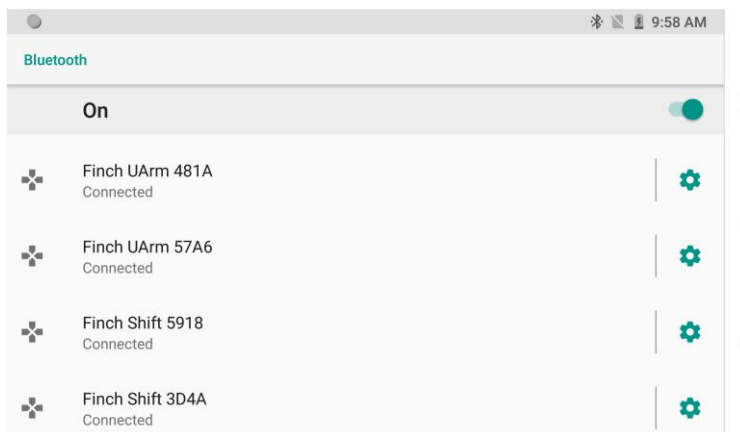 9:58 AM
Bluetooth
On
Finch UArm 481A
Connected
Finch UArm 57A6
Connected
Finch Shift 5918
Connected
Finch Shift 3D4A
Connected